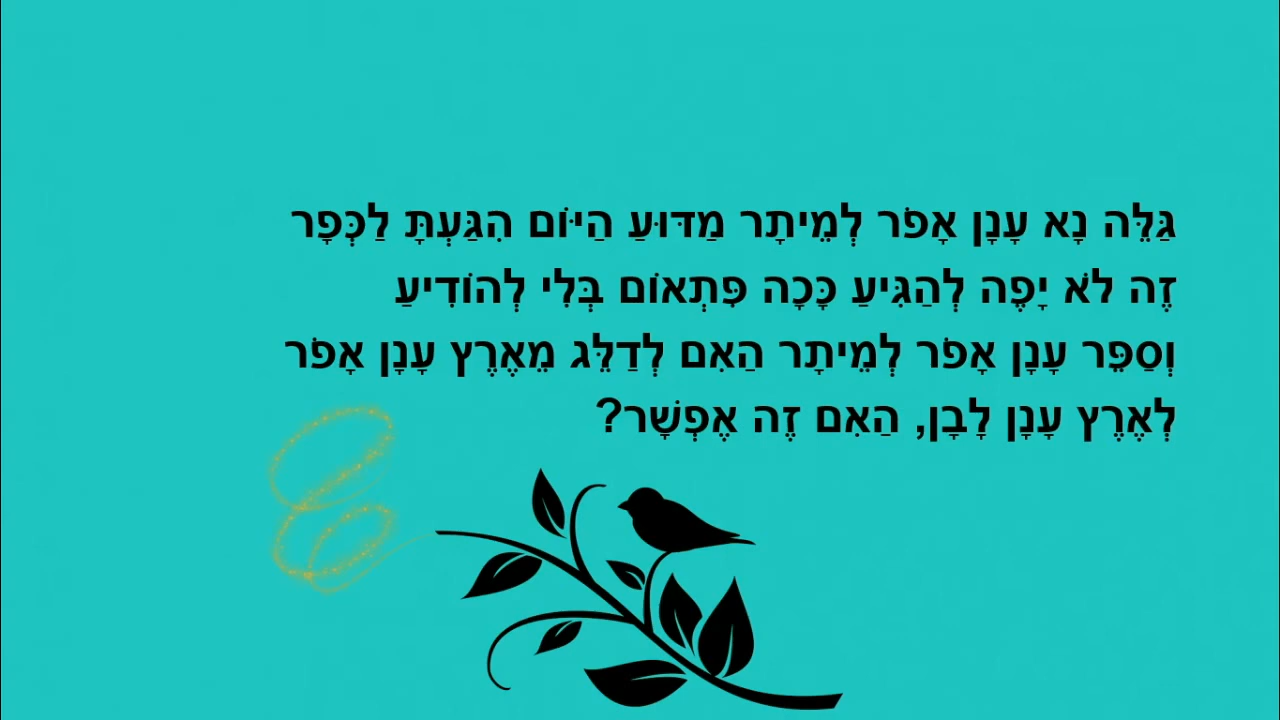 גַּלֵּה נָא עָנָן אָפֹר לְמֵיתָר מַדּוּעַ הַיּוֹם הִגַּעְתָּ לַכְּפָר
זֶה לֹא יָפֶה לְהַגִּיעַ כָּכָה פִּתְאוֹם בְּלִי לְהוֹדִיעַ
וְסַפֵּר עָנָן אָפֹר לְמֵיתָר הַאִם לְדַלֵּג מֵאֶרֶץ עָנָן אָפֹר
לְאֶרֶץ עָנָן לָבָן, הַאִם זֶה אֶפְשָׁר?